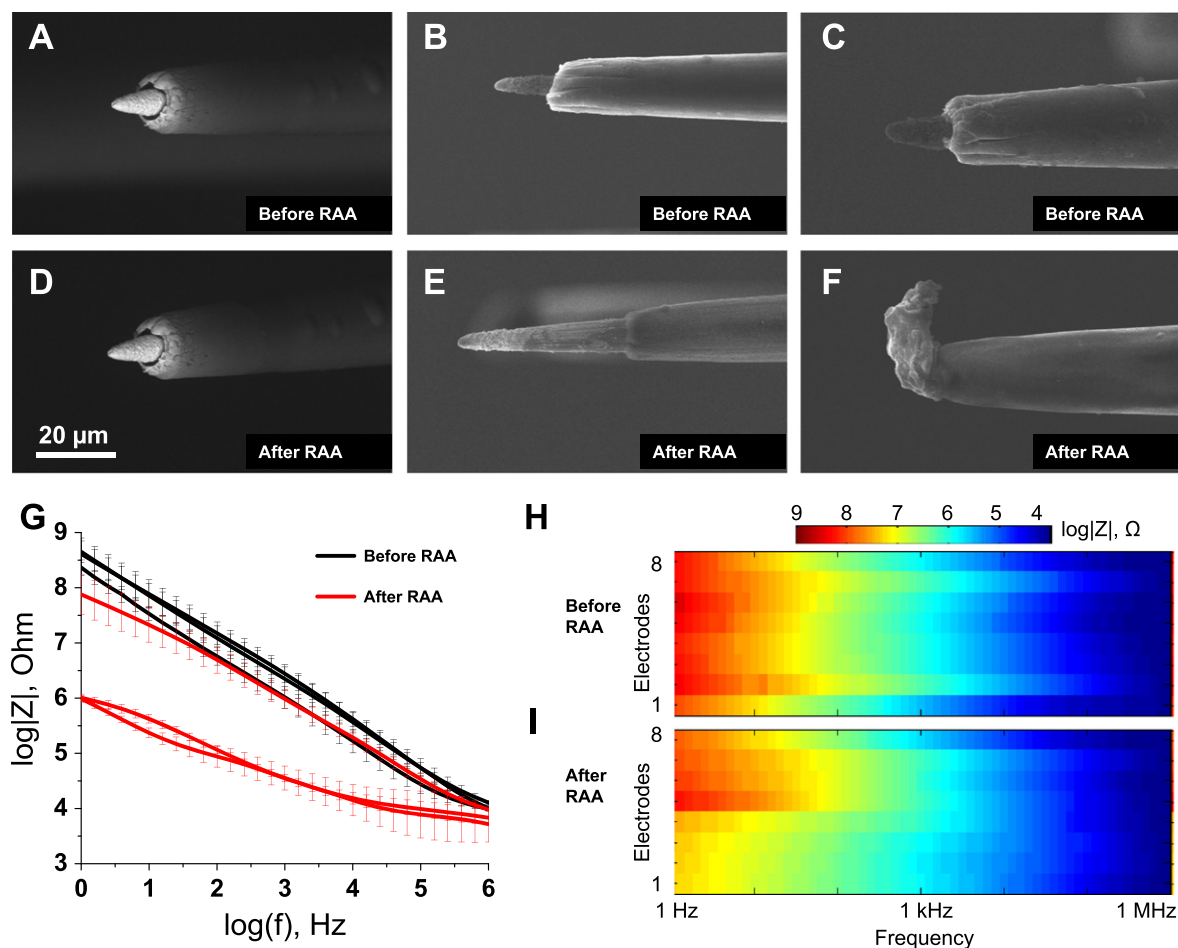 A
B
C
Before RAA
Before RAA
Before RAA
D
E
F
20 µm
After RAA
After RAA
After RAA
G
9
8
7
6
5
4
3
log|Z|, Ohm
Before RAA
After RAA
0 1 2 3 4 5 6
log(f), Hz
H
9 8 7 6 5 4
log|Z|, Ω
Before
RAA
8
Electrodes
1
I
After
RAA
8
Electrodes
1
1 Hz 1 kHz 1 MHz
Frequency